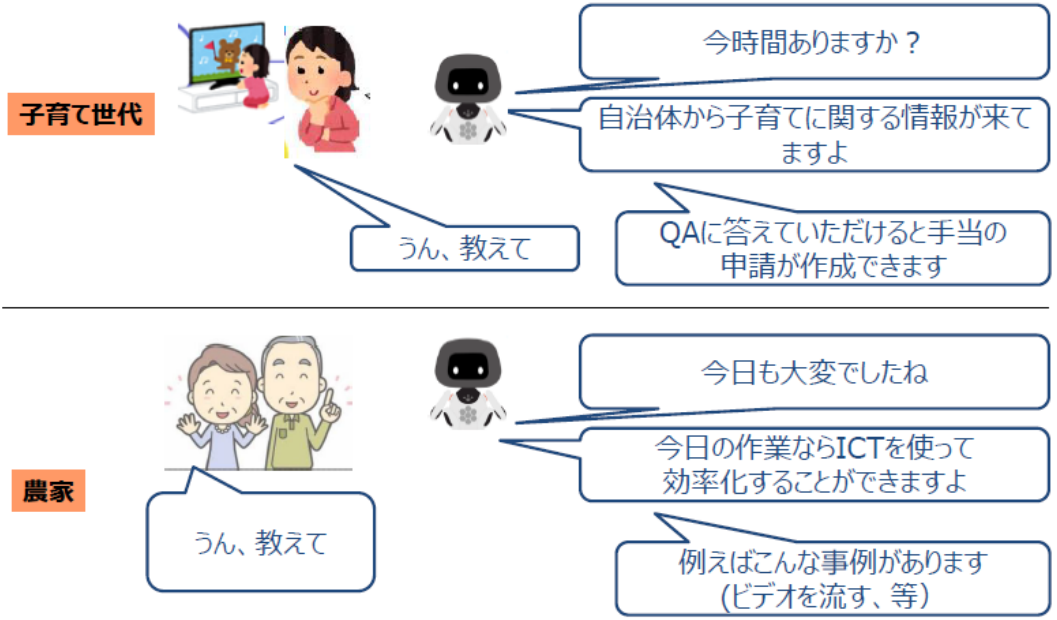 子育て世代
今時間ありますか？
自治体から子育てに関する情報が来て
ますよ
うん、教えて
QAに答えていただけると手当の
申請が作成できます
農家
今日も大変でしたね
今日の作業ならICTを使って
効率化することができますよ
うん、教えて
例えばこんな事例があります
(ビデオを流す、等）